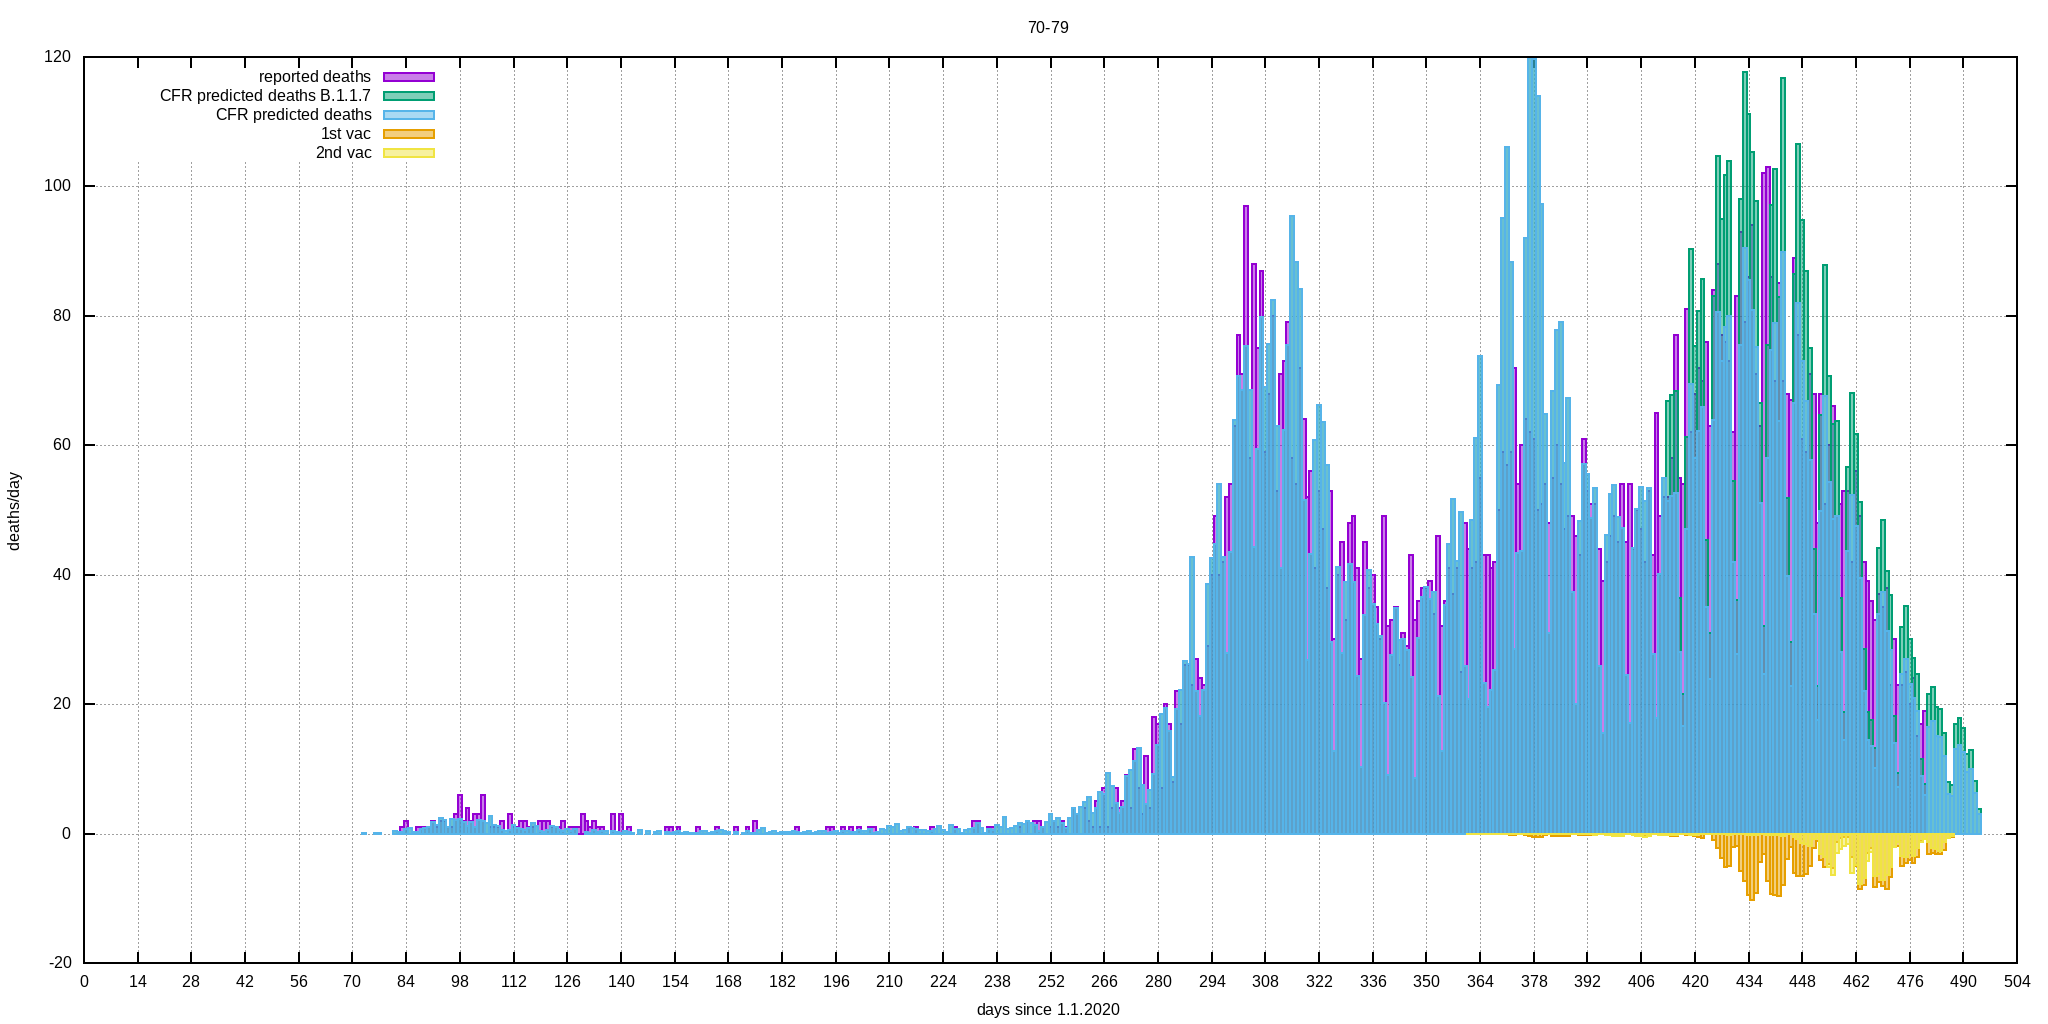 70-79
reported deaths
CFR predicted deaths B.1.1.7
CFR predicted deaths
1st vac
2nd vac
120
100
80
60
40
20
0
-20
deaths/day
0 14 28 42 56 70 84 98 112 126 140 154 168 182 196 210 224 238 252 266 280 294 308 322 336 350 364 378 392 406 420 434 448 462 476 490 504
days since 1.1.2020